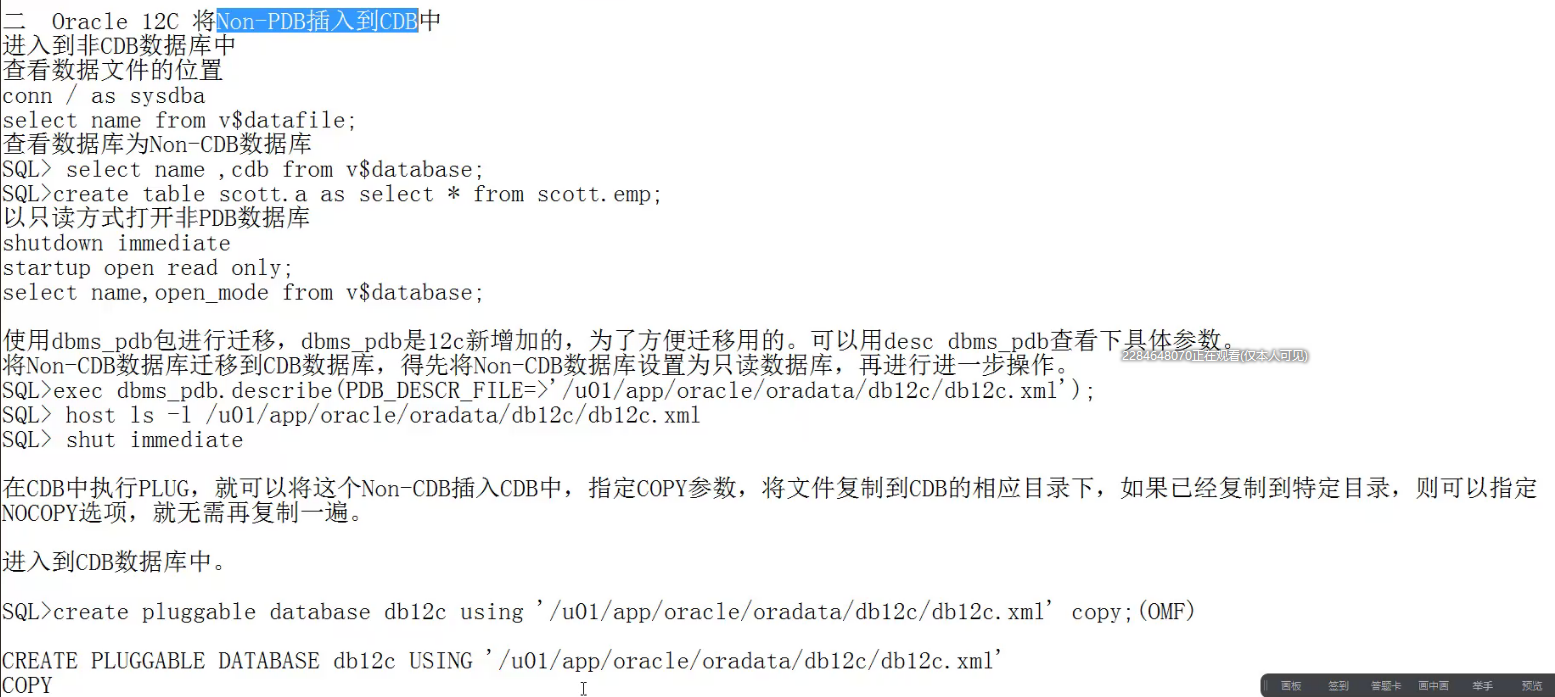 二  Oracle 12C 将Non-PDB插入到CDB中
进入到非CDB数据库中
查看数据文件的位置
conn / as sysdba
select name from v$datafile;
查看数据库为Non-CDB数据库
SQL> select name ,cdb from v$database;
SQL>create table scott.a as select * from scott.emp;
以只读方式打开非PDB数据库
shutdown immediate
startup open read only;
select name,open_mode from v$database;
使用dbms_pdb包进行迁移，dbms_pdb是12c新增加的，为了方便迁移用的。可以用desc dbms_pdb查看下具体参数。
2284648070正在观看(仅本人可见)
将Non-CDB数据库迁移到CDB数据库，得先将Non-CDB数据库设置为只读数据库，再进行进一步操作。
SQL>exec dbms_pdb.describe(PDB_DESCR_FILE=>'/u01/app/oracle/oradata/db12c/db12c.xml');
SQL> host ls -l /u01/app/oracle/oradata/db12c/db12c.xml
SQL> shut immediate
在CDB中执行PLUG，就可以将这个Non-CDB插入CDB中，指定COPY参数，将文件复制到CDB的相应目录下，如果已经复制到特定目录，则可以指定
NOCOPY选项，就无需再复制一遍。
进入到CDB数据库中。
SQL>create pluggable database db12c using '/u01/app/oracle/oradata/db12c/db12c.xml' copy;(OMF)
CREATE PLUGGABLE DATABASE db12c USING '/u01/app/oracle/oradata/db12c/db12c.xml'
COPY
画板 签到 答题卡 画中画 举手 预览